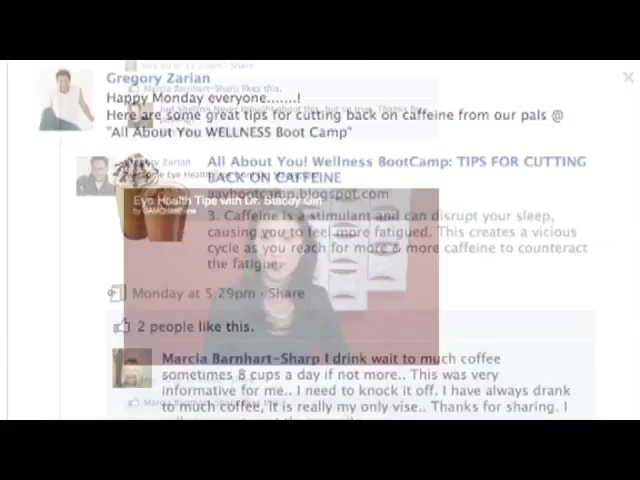 Gregory Zarian
Happy Monday everyone.......!
Here are some great tips for cutting back on caffeine from our pals @
"All About You WELLNESS Boot Camp"
Zarian
All About You! Wellness BootCamp: TIPS FOR CUTTING
BACK ON CAFFEINE
aaybootcamp.blogspot.com
Eye Health Tips with Dr. Stacey
3. Caffeine is a stimulant and can disrupt your sleep,
causing you to feel more fatigued. This creates a vicious
cycle as you reach for more & more caffeine to counteract
the fatigue.
Monday at 5:29pm · Share
2 people like this.
Marcia Barnhart-Sharp I drink wait to much coffee
sometimes 8 cups a day if not more.. This was very
informative for me.. I need to knock it off. I have always drank
to much coffee, it is really my only vise.. Thanks for sharing. I